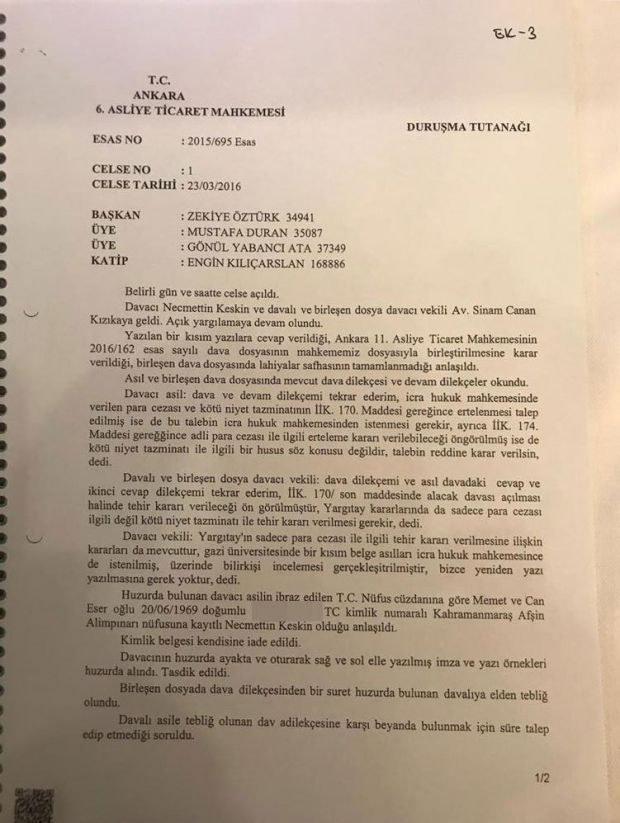 EK-3
T.C.
ANKARA
6. ASLİYE TİCARET MAHKEMESİ
DURUŞMA TUTANAĞI
ESAS NO : 2015/695 Esas
CELSE NO : 1
CELSE TARİHİ : 23/03/2016
BAŞKAN : ZEKİYE ÖZTÜRK 34941
ÜYE : MUSTAFA DURAN 35087
ÜYE : GÖNÜL YABANCI ATA 37349
KATİP : ENGİN KILIÇARSLAN 168886
Belirli gün ve saatte celse açıldı.
Davacı Necmettin Keskin ve davalı ve birleşen dosya davacı vekili Av. Sinam Canan
Kızıkaya geldi. Açık yargılamaya devam olundu.
Yazılan bir kısım yazılara cevap verildiği, Ankara 11. Asliye Ticaret Mahkemesinin
2016/162 esas sayılı dava dosyasının mahkememiz dosyasıyla birleştirilmesine karar
verildiği, birleşen dava dosyasında lahiyalar safhasının tamamlanmadığı anlaşıldı.
Asıl ve birleşen dava dosyasında mevcut dava dilekçesi ve devam dilekçeler okundu.
Davacı asil: dava ve devam dilekçemi tekrar ederim, icra hukuk mahkemesinde
verilen para cezası ve kötü niyet tazminatının İİK. 170. Maddesi gereğince ertelenmesi talep
edilmiş ise de bu talebin icra hukuk mahkemesinden istenmesi gerekir, ayrıca İİK. 174.
Maddesi gereğğince adli para cezası ile ilgili erteleme kararı verilebileceği öngörülmüş ise de
kötü niyet tazminatı ile ilgili bir husus söz konusu değildir, talebin reddine karar verilsin,
dedi.
Davalı ve birleşen dosya davacı vekili: dava dilekçemi ve asıl davadaki cevap ve
ikinci cevap dilekçemi tekrar ederim, İİK. 170/ son maddesinde alacak davası açılması
halinde tehir kararı verileceği ön görülmüştür, Yargıtay kararlarında da sadece para cezası
ilgili değil kötü niyet tazminatı ile tehir kararı verilmesi gerekir, dedi.
Davacı vekili: Yargıtay'ın sadece para cezası ile ilgili tehir kararı verilmesine ilişkin
kararları da mevcuttur, gazi üniversitesinde bir kısım belge asılları icra hukuk mahkemesince
de istenilmiş, üzerinde bilirkişi incelemesi gerçekleşitrilmiştir, bizce yeniden yazı
yazılmasına gerek yoktur, dedi.
Huzurda bulunan davacı asilin ibraz edilen T.C. Nüfus cüzdanına göre Memet ve Can
Eser oğlu 20/06/1969 doğumlu TC kimlik numaralı Kahramanmaraş Afşin
Alimpınarı nüfusuna kayıtlı Necmettin Keskin olduğu anlaşıldı.
Kimlik belgesi kendisine iade edildi.
Davacının huzurda ayakta ve oturarak sağ ve sol elle yazılmış imza ve yazı örnekleri
huzurda alındı. Tasdik edildi.
Birleşen dosyada dava dilekçesinden bir suret huzurda bulunan davalıya elden tebliğ
olundu.
Davalı asile tebliğ olunan dav adilekçesine karşı beyanda bulunmak için süre talep
edip etmediği soruldu.
1/2